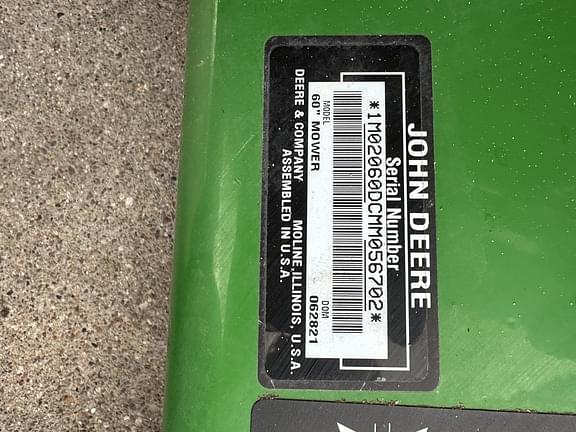 JOHN DEERE
Serial Number
*1M02060DCMM056702*
MODEL DOM
60" MOWER 062821
DEERE & COMPANY MOLINE, ILLINOIS, U.S.A.
ASSEMBLED IN U.S.A.